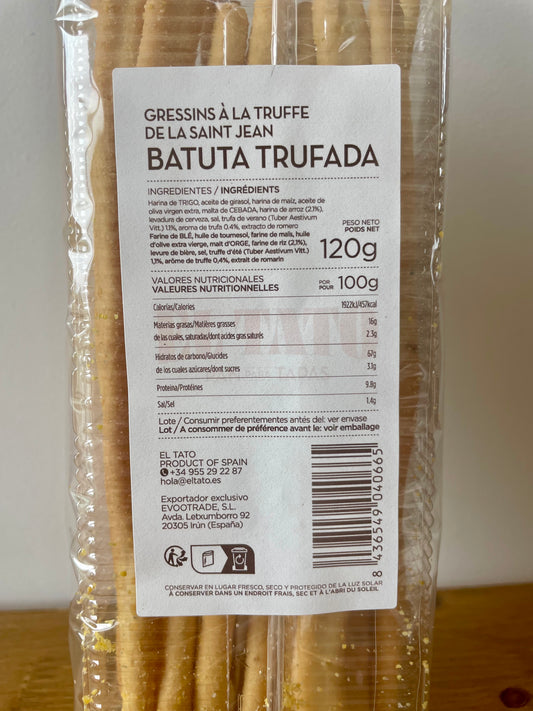 GRESSINS À LA TRUFFE
DE LA SAINT JEAN
BATUTA TRUFADA
INGREDIENTES / INGRÉDIENTS
Harina de TRIGO, aceite de girasol, harina de maíz, aceite de
oliva virgen extra, malta de CEBADA, harina de arroz (2,1%),
levadura de cerveza, sal, trufa de verano (Tuber Aestivum
Vitt.) 1,1%, aroma de trufa 0,4%, extracto de romero
Farine de BLÉ, huile de tournesol, farine de maïs, huile
d'olive extra vierge, malt d'ORGE, farine de riz (2,1%),
levure de bière, sel, truffe d'été (Tuber Aestivum Vitt.)
1,1%, arôme de truffe 0,4%, extrait de romarin
PESO NETO
POIDS NET
120g
VALORES NUTRICIONALES
VALEURES NUTRITIONNELLES
POR
POUR 100g
Calorías/Calories 1922kJ/457kcal
Materias grasas/Matières grasses 16g
de las cuales, saturadas/dont acides gras saturés 2.3g
Hidratos de carbono/Glucides 67g
de los cuales azúcares/dont sucres 3.1g
Proteína/Protéines 9.8g
Sal/Sel 1.4g
Lote / Consumir preferentemente antes del: ver envase
Lot / A consommer de préférence avant le: voir emballage
EL TATO
PRODUCT OF SPAIN
+34 955 29 22 87
hola@eltato.es
Exportador exclusivo
EVOOTRADE, S.L.
Avda. Letxumborro 92
20305 Irún (España)
8 436549 040665
CONSERVAR EN LUGAR FRESCO, SECO Y PROTEGIDO DE LA LUZ SOLAR
À CONSERVER DANS UN ENDROIT FRAIS, SEC ET À L'ABRI DU SOLEIL